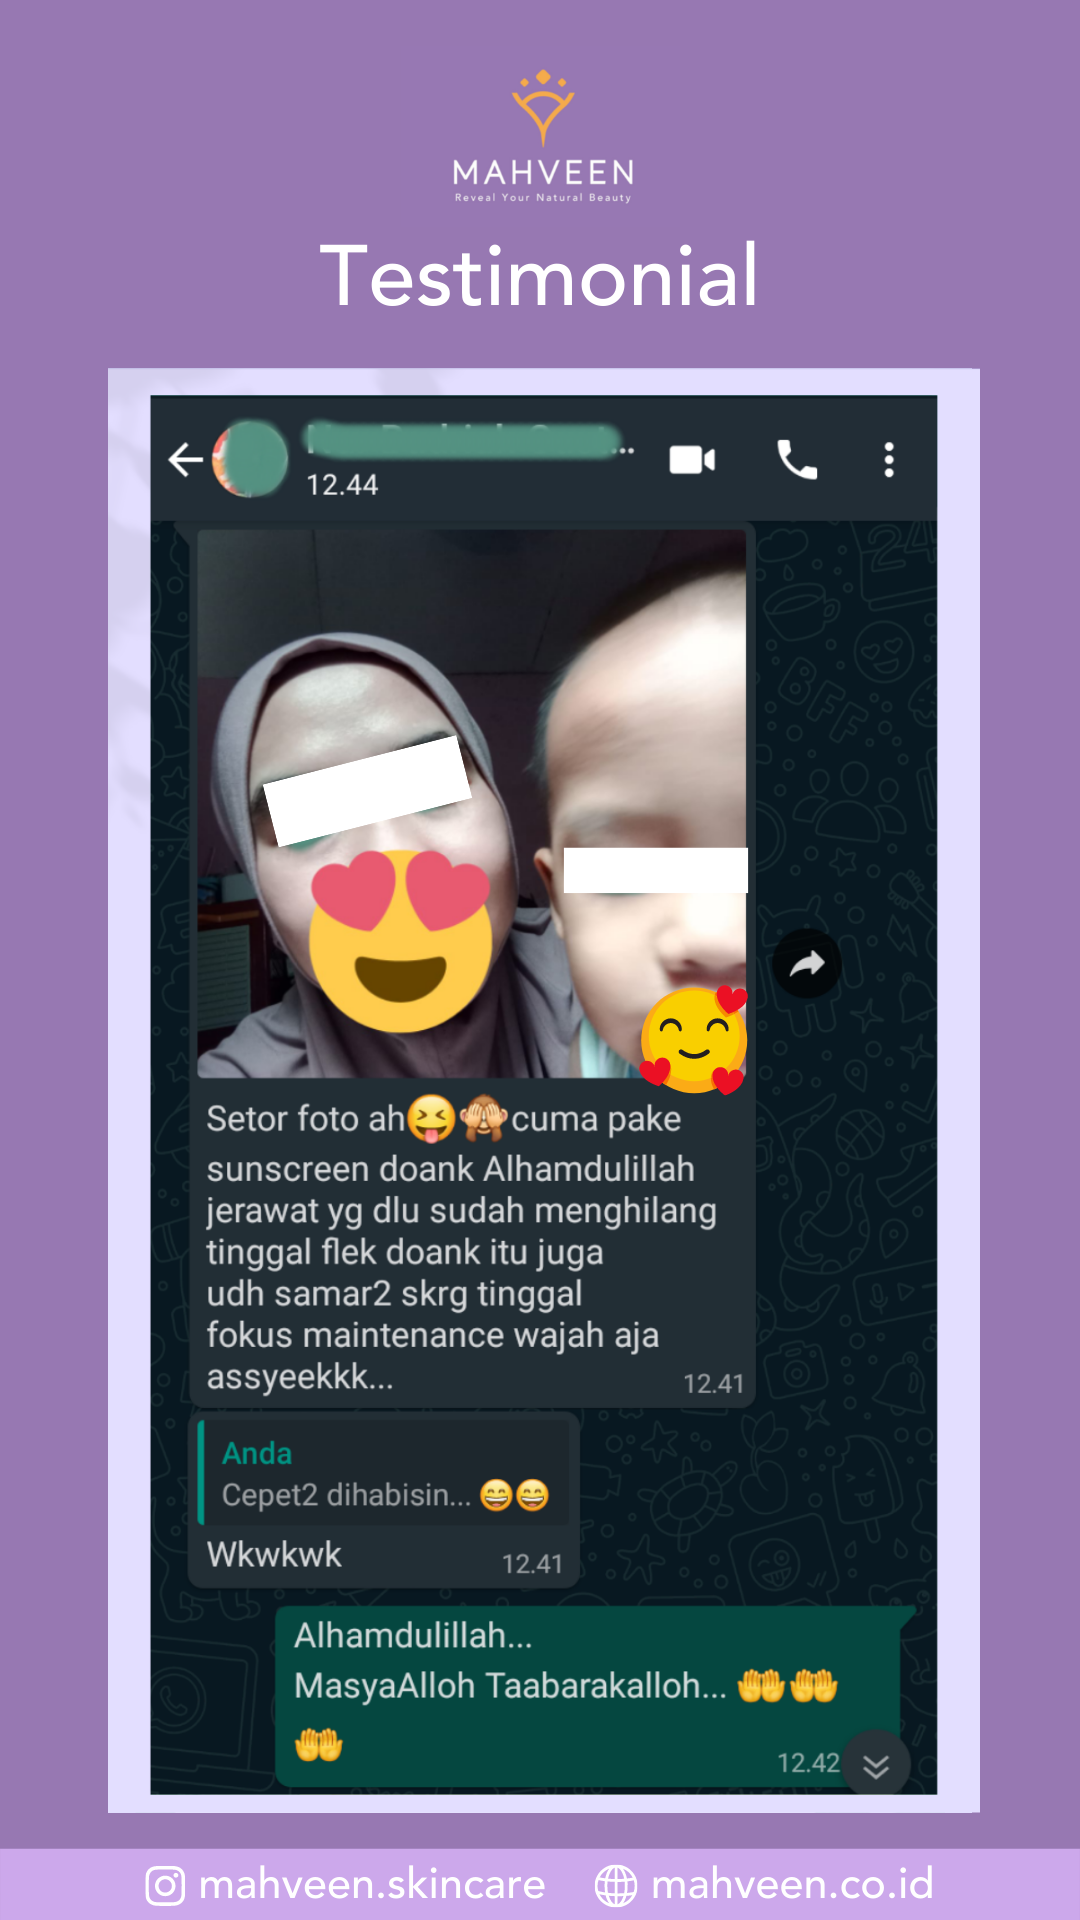 MAHVEEN
Reveal Your Natural Beauty
Testimonial
12.44
Setor foto ah😝🙈cuma pake
sunscreen doank Alhamdulillah
jerawat yg dlu sudah menghilang
tinggal flek doank itu juga
udh samar2 skrg tinggal
fokus maintenance wajah aja
assyeekkk...
12.41
Anda
Cepet2 dihabisin... 😄😄
Wkwkwk
12.41
Alhamdulillah...
MasyaAlloh Taabarakalloh... 🤲🤲
🤲
12.42
mahveen.skincare
mahveen.co.id